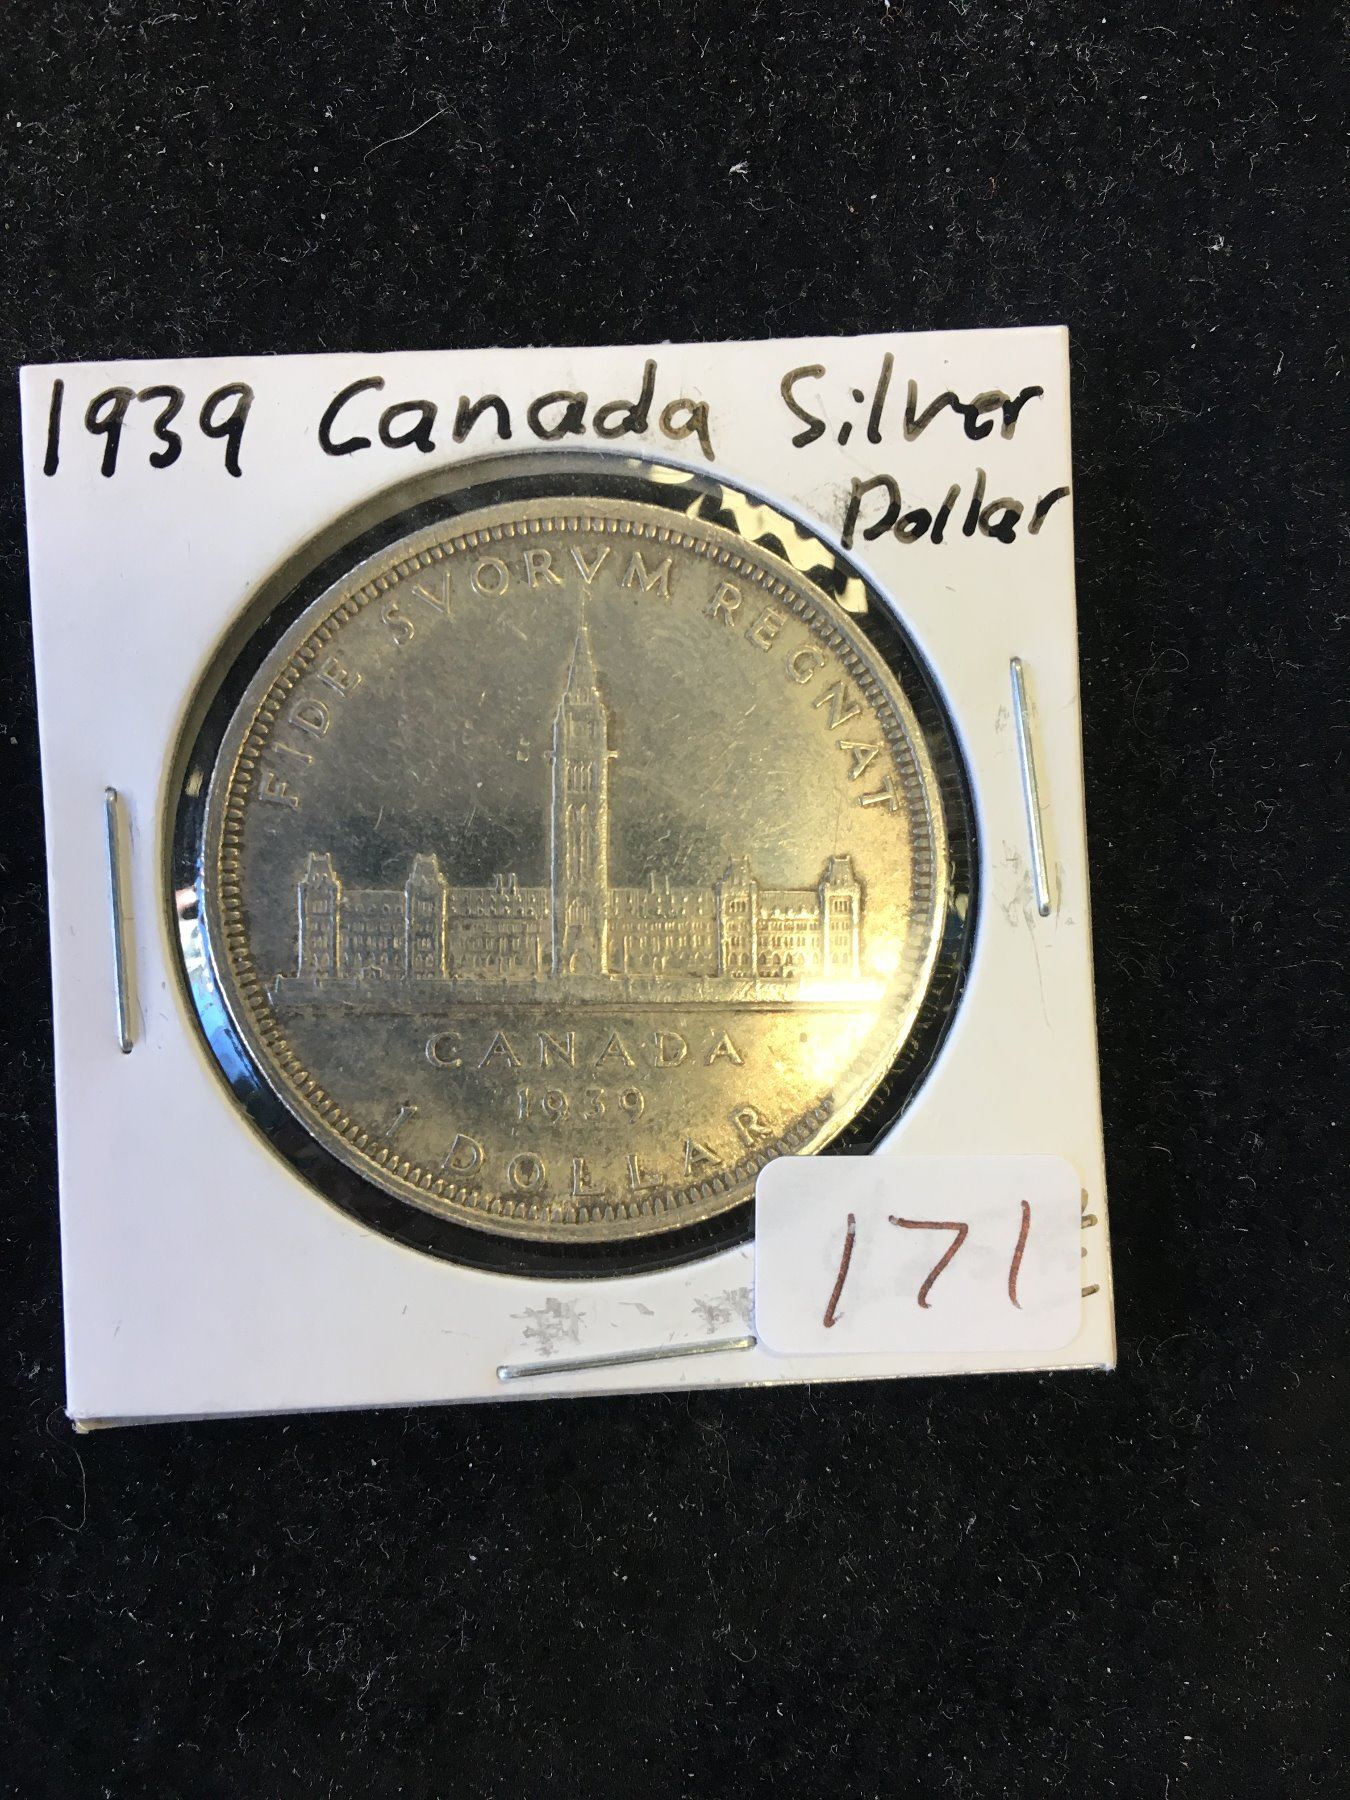 1939 Canada Silver
Dollar
FIDE SVORVM REGNAT
CANADA
1939
1 DOLLAR
171